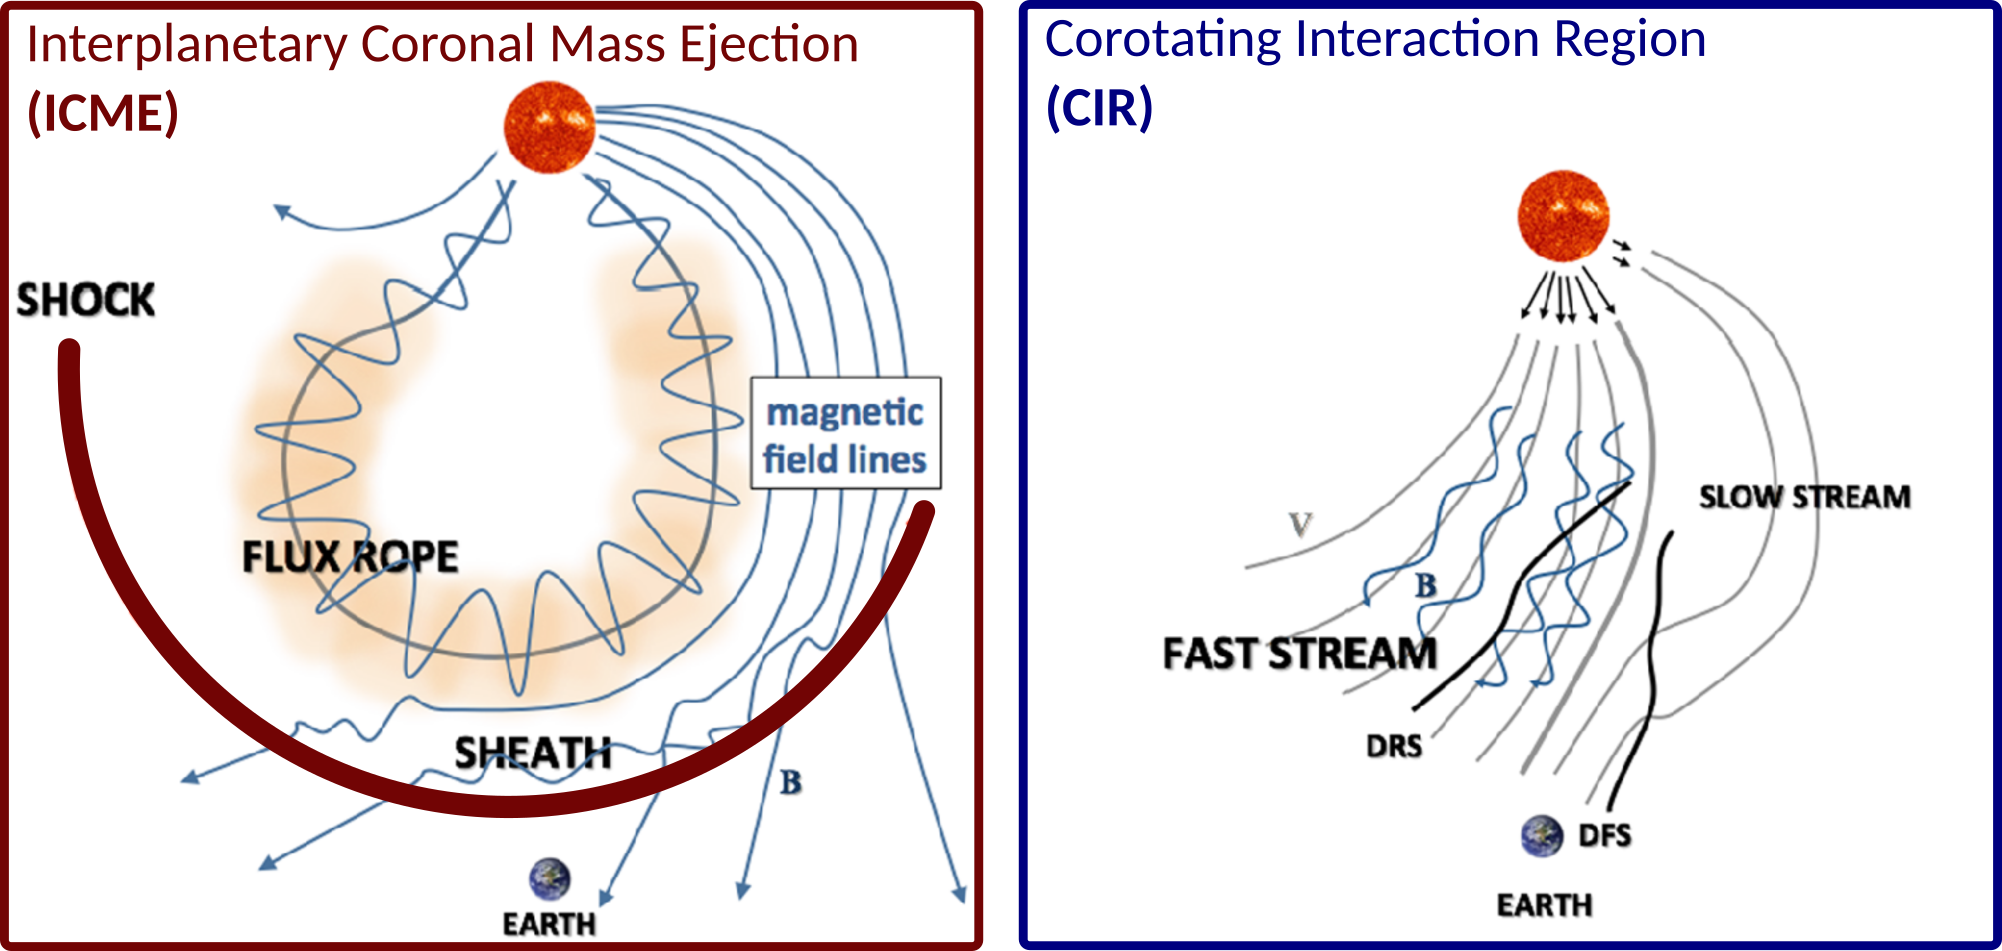 Interplanetary Coronal Mass Ejection
(ICME)
SHOCK
magnetic
field lines
FLUX ROPE
SHEATH
B
EARTH
Corotating Interaction Region
(CIR)
SLOW STREAM
V
B
FAST STREAM
DRS
DFS
EARTH